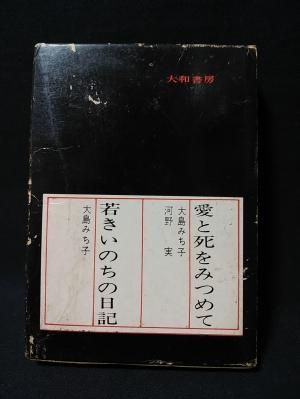 大和書房
愛と死をみつめて
大島みち子
河野 実
若きいのちの日記
大島みち子